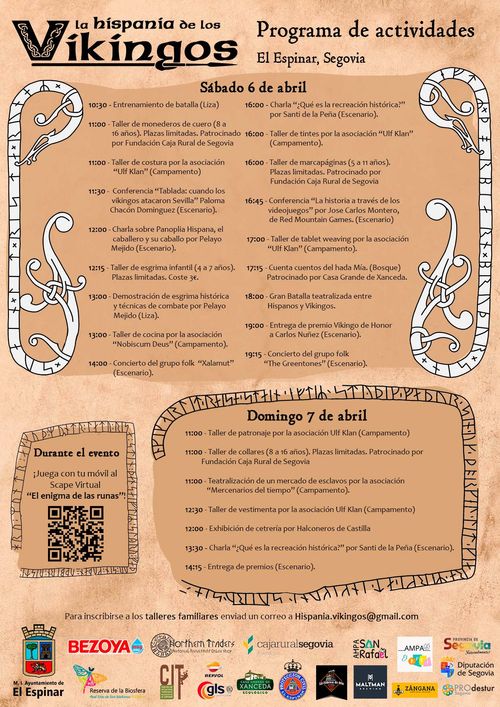 la hispania de los
Vikingos
Programa de actividades
El Espinar, Segovia
Sábado 6 de abril
10:30 - Entrenamiento de batalla (Liza)
11:00 - Taller de monederos de cuero (8 a
16 años). Plazas limitadas. Patrocinado
por Fundación Caja Rural de Segovia
11:00 - Taller de costura por la asociación
"Ulf Klan" (Campamento)
11:30 - Conferencia "Tablada: cuando los
vikingos atacaron Sevilla" Paloma
Chacón Domínguez (Escenario).
12:00 - Charla sobre Panoplia Hispana, el
caballero y su caballo por Pelayo
Mejido (Escenario).
12:15 - Taller de esgrima infantil (4 a 7 años).
Plazas limitadas. Coste 3€.
13:00 - Demostración de esgrima histórica
y técnicas de combate por Pelayo
Mejido (Liza).
13:00 - Taller de cocina por la asociación
"Nobiscum Deus" (Campamento).
14:00 - Concierto del grupo folk "Xalamut"
(Escenario).
16:00 - Charla "¿Qué es la recreación histórica?"
por Santi de la Peña (Escenario).
16:00 - Taller de tintes por la asociación "Ulf Klan"
(Campamento).
16:00 - Taller de marcapáginas (5 a 11 años).
Plazas limitadas. Patrocinado por
Fundación Caja Rural de Segovia
16:45 - Conferencia "La historia a través de los
videojuegos" por Jose Carlos Montero,
de Red Mountain Games. (Escenario)
17:00 - Taller de tablet weaving por la asociación
"Ulf Klan" (Campamento).
17:15 - Cuenta cuentos del hada Mía. (Bosque)
Patrocinado por Casa Grande de Xanceda.
18:00 - Gran Batalla teatralizada entre
Hispanos y Vikingos.
19:00 - Entrega de premio Vikingo de Honor
a Carlos Nuñez (Escenario).
19:15 - Concierto del grupo folk
"The Greentones" (Escenario).
Domingo 7 de abril
11:00 - Taller de patronaje por la asociación Ulf Klan (Campamento)
11:00 - Taller de collares (8 a 16 años). Plazas limitadas. Patrocinado por
Fundación Caja Rural de Segovia
11:00 - Teatralización de un mercado de esclavos por la asociación
"Mercenarios del tiempo" (Campamento).
12:30 - Taller de vestimenta por la asociación Ulf Klan (Campamento)
12:00 - Exhibición de cetrería por Halconeros de Castilla
13:30 - Charla "¿Qué es la recreación histórica?" por Santi de la Peña (Escenario).
14:15 - Entrega de premios (Escenario).
Durante el evento
¡Juega con tu móvil al
Scape Virtual
"El enigma de las runas"!
Para inscribirse a los talleres familiares enviad un correo a Hispania.vikingos@gmail.com
M. I. Ayuntamiento de
El Espinar
BEZOYA
Reserva de la Biosfera
Northern Traders
CIT
cajaruralsegovia
REPSOL
gls
XANCEDA
ECOLÓGICO
AMPA
SAN
Rafael
MALTMAN
AMPA
ZÁNGANA
PROVINCIA DE
Segovia
Diputación
de Segovia
PROdestur